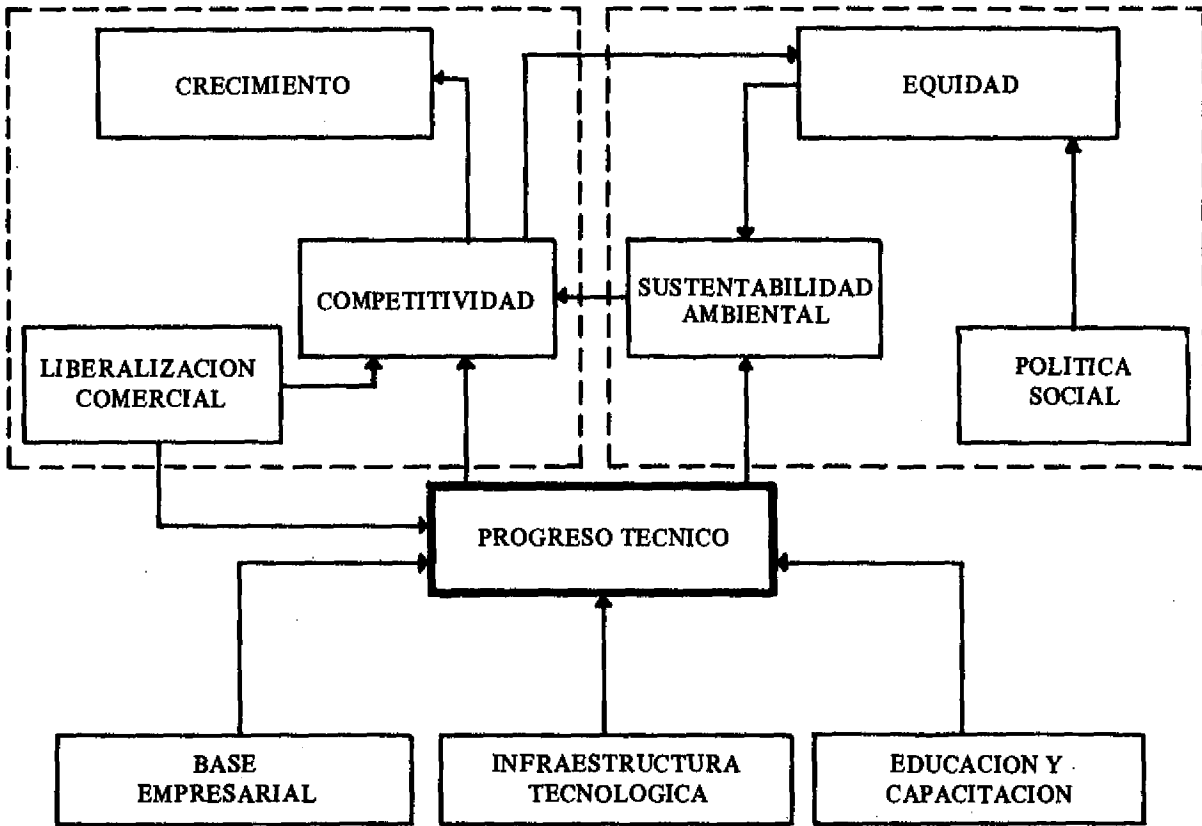 CRECIMIENTO
EQUIDAD
COMPETITIVIDAD
SUSTENTABILIDAD
AMBIENTAL
LIBERALIZACION
COMERCIAL
POLITICA
SOCIAL
PROGRESO TECNICO
BASE
EMPRESARIAL
INFRAESTRUCTURA
TECNOLOGICA
EDUCACION Y
CAPACITACION